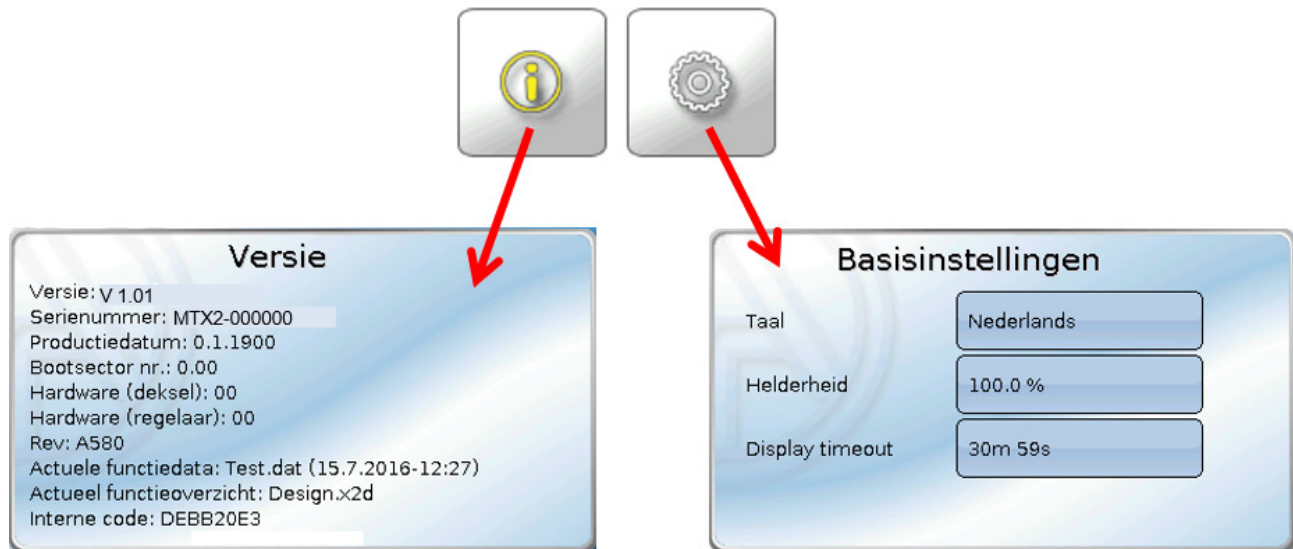 Versie
Versie: V 1.01
Serienummer: MTX2-000000
Productiedatum: 0.1.1900
Bootsector nr.: 0.00
Hardware (deksel): 00
Hardware (regelaar): 00
Rev: A580
Actuele functiedata: Test.dat (15.7.2016-12:27)
Actueel functieoverzicht: Design.x2d
Interne code: DEBB20E3
Basisinstellingen
Taal Nederlands
Helderheid 100.0 %
Display timeout 30m 59s